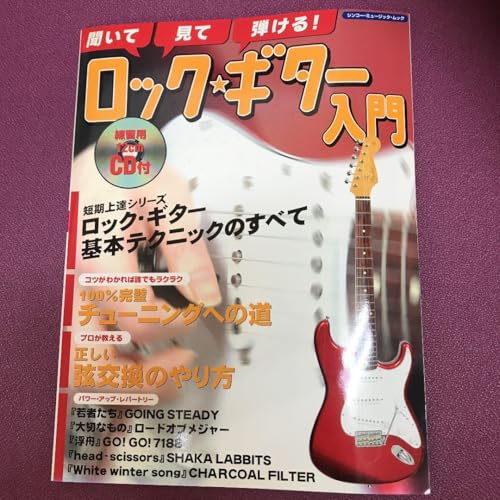 シンコー・ミュージック・ムック
聞いて 見て 弾ける!
ロック★ギター
入門
練習用
12cm
CD付
短期上達シリーズ
ロック・ギター
基本テクニックのすべて
コツがわかれば誰でもラクラク
100%完璧
チューニングへの道
プロが教える
正しい
弦交換のやり方
パワー・アップ・レパートリー
『若者たち』GOING STEADY
『大切なもの』ロードオブメジャー
『浮舟』GO!GO!7188
『head-scissors』SHAKA LABBITS
『White winter song』CHARCOAL FILTER